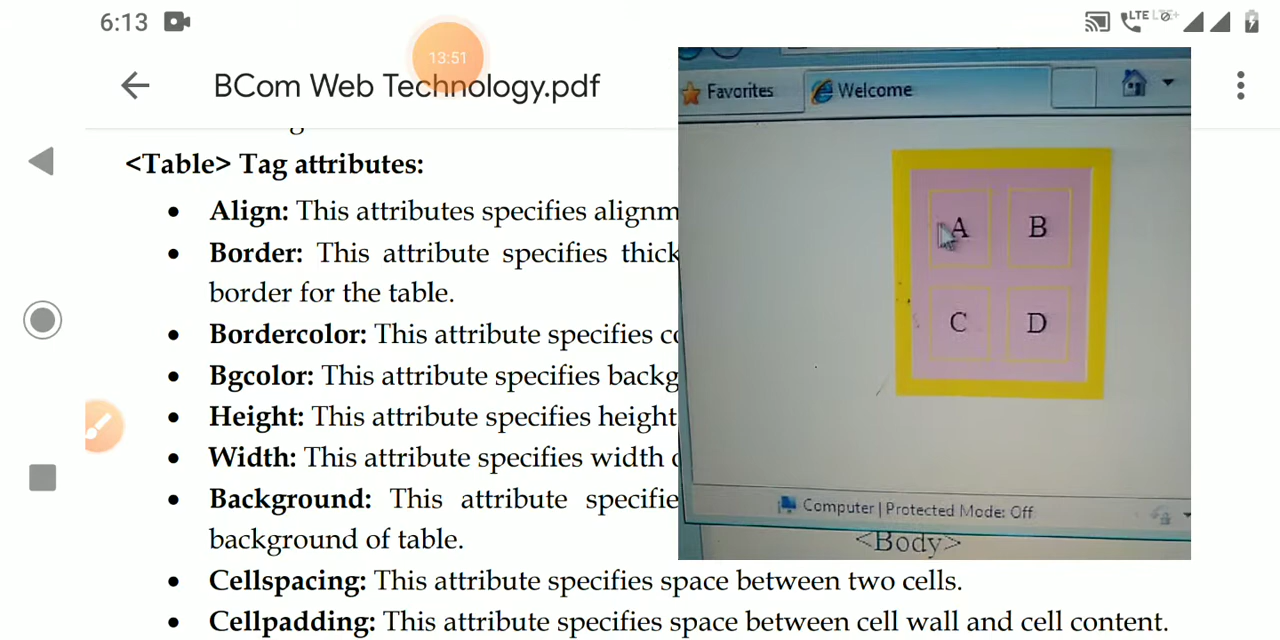 6:13
LTE LTE+
13:51
BCom Web Technology.pdf
<Table> Tag attributes:
• Align: This attributes specifies alignm
• Border: This attribute specifies thick
border for the table.
• Bordercolor: This attribute specifies co
• Bgcolor: This attribute specifies backg
• Height: This attribute specifies height
• Width: This attribute specifies width o
• Background: This attribute specifie
background of table.
• Cellspacing: This attribute specifies space between two cells.
• Cellpadding: This attribute specifies space between cell wall and cell content.
Favorites
Welcome
A B
C D
Computer | Protected Mode: Off
<Body>